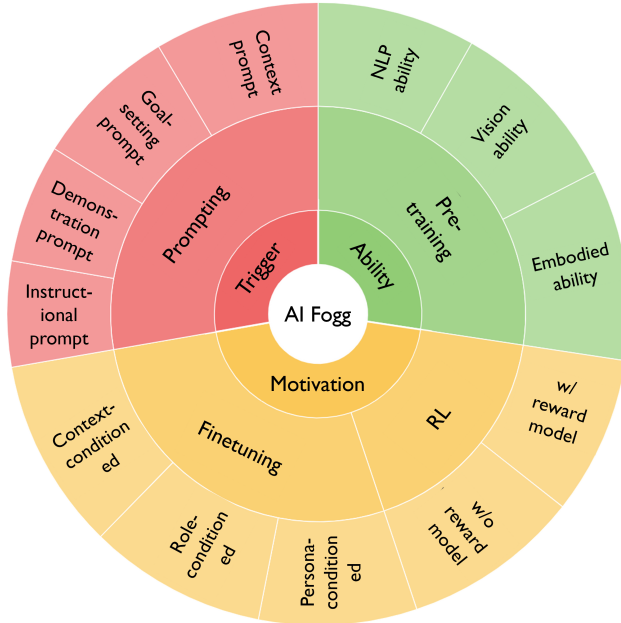 AI Fogg
Trigger
Ability
Motivation
Prompting
Pre-
training
RL
Finetuning
Context
prompt
NLP
ability
Vision
ability
Embodied
ability
w/
reward
model
w/o
reward
model
Persona-
condition
ed
Role-
condition
ed
Context-
condition
ed
Instruct-
ional
prompt
Demons-
tration
prompt
Goal-
setting
prompt